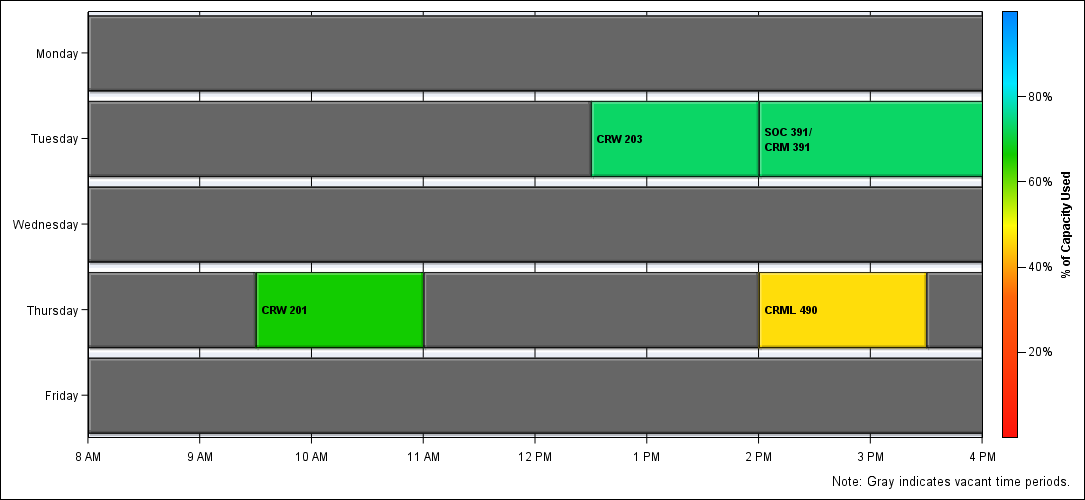 Monday
Tuesday
CRW 203
SOC 391/
CRM 391
Wednesday
Thursday
CRW 201
CRML 490
Friday
8 AM 9 AM 10 AM 11 AM 12 PM 1 PM 2 PM 3 PM 4 PM
80%
60%
40%
20%
% of Capacity Used
Note: Gray indicates vacant time periods.